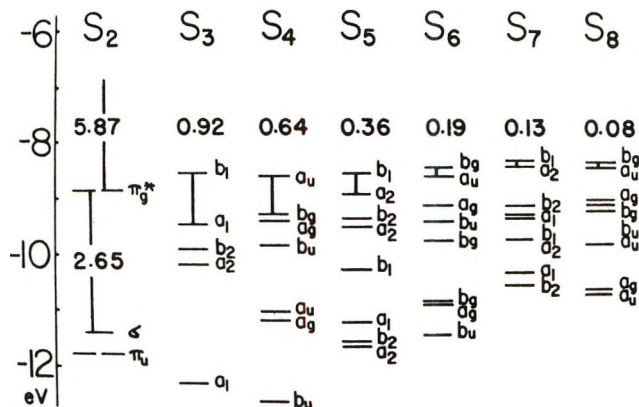 S2 S3 S4 S5 S6 S7 S8
-6
-8
-10
-12
eV
5.87 0.92 0.64 0.36 0.19 0.13 0.08
2.65
πg*
σ
πu
b1
a1
b2
a2
a1
au
bg
ag
bu
au
ag
bu
b1
a2
b2
a2
b1
a1
b2
a2
bg
au
ag
bu
bg
bg
ag
bu
b1
a2
b2
a1
b1
a2
a1
b2
bg
au
ag
bg
bu
au
ag
au